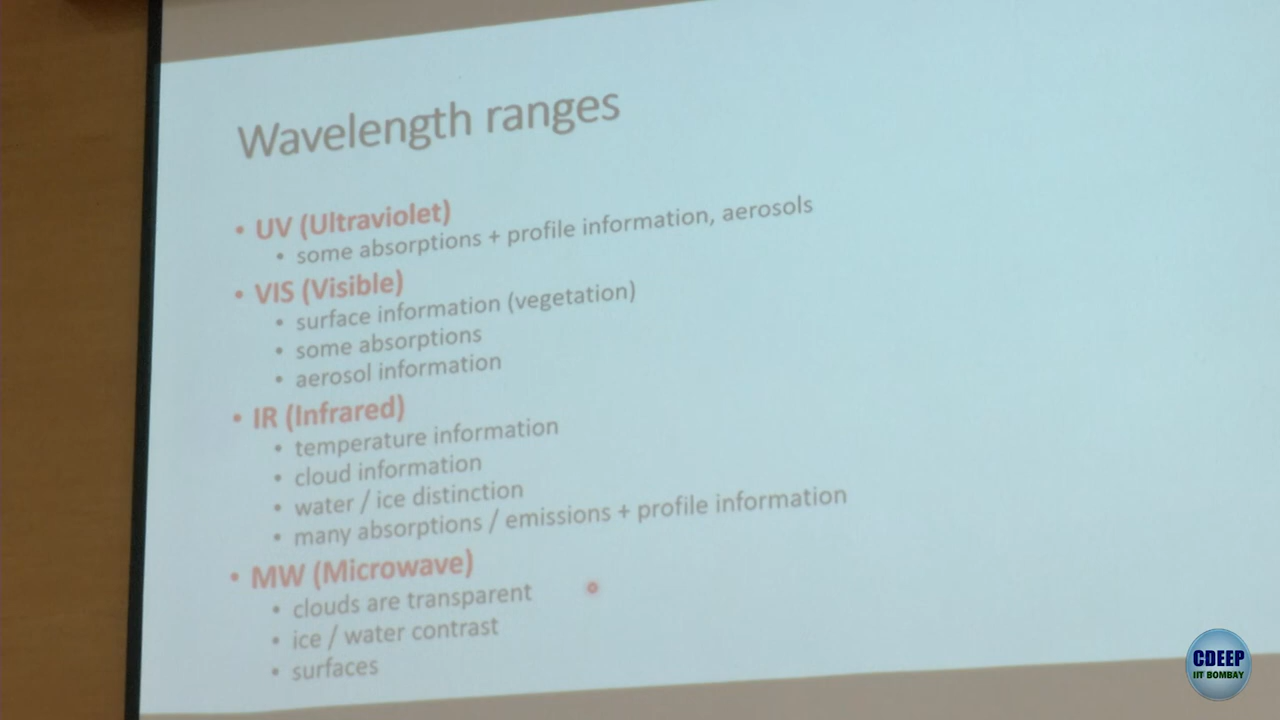 Wavelength ranges
• UV (Ultraviolet)
• some absorptions + profile information, aerosols
• VIS (Visible)
• surface information (vegetation)
• some absorptions
• aerosol information
• IR (Infrared)
• temperature information
• cloud information
• water / ice distinction
• many absorptions / emissions + profile information
• MW (Microwave)
• clouds are transparent
• ice / water contrast
• surfaces
CDEEP
IIT BOMBAY